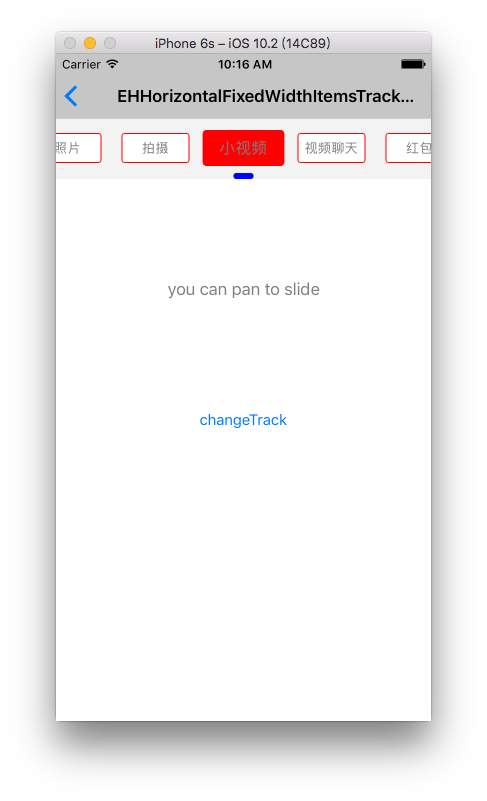 iPhone 6s – iOS 10.2 (14C89)
Carrier 10:16 AM
EHHorizontalFixedWidthItemsTrack...
照片 拍摄 小视频 视频聊天 红包
you can pan to slide
changeTrack